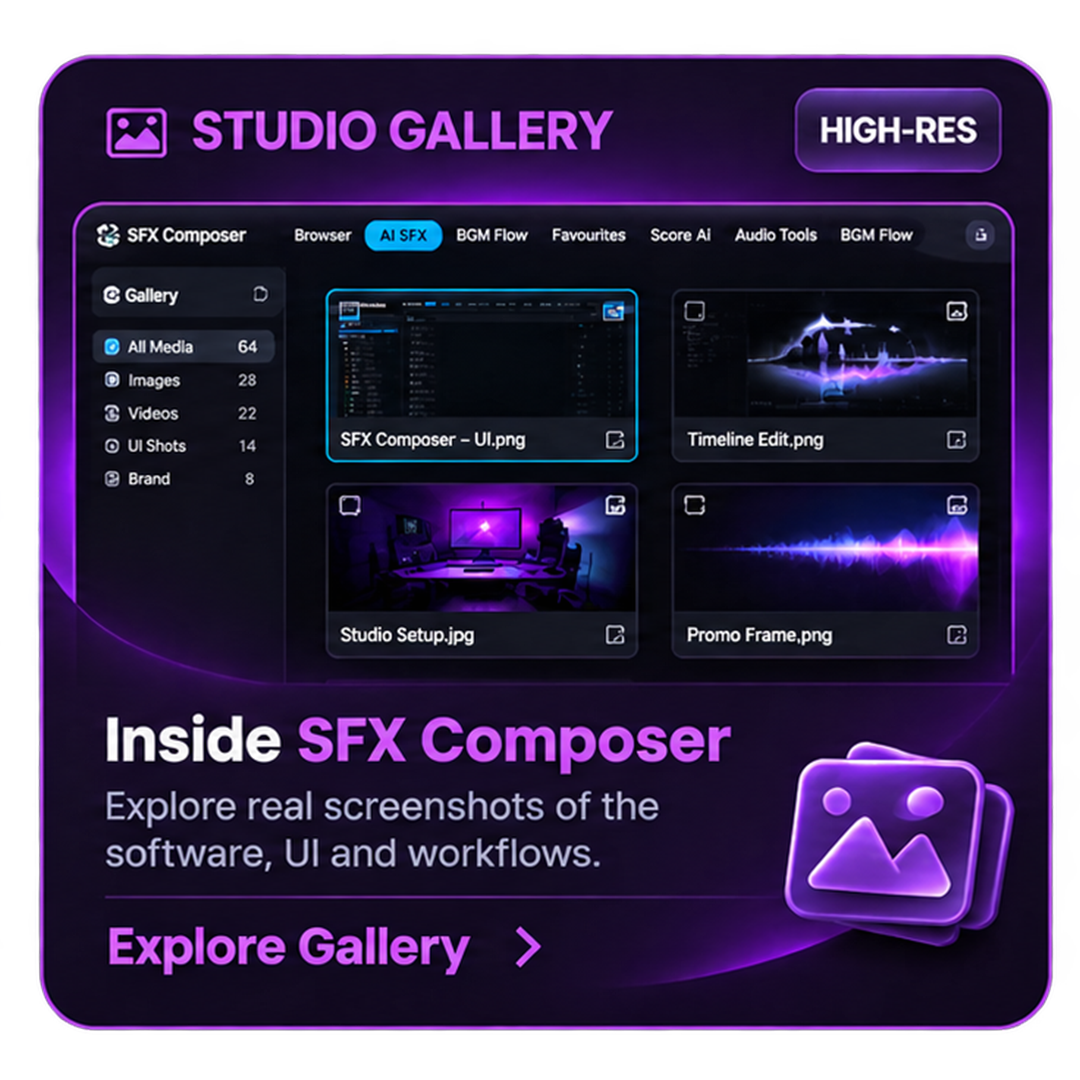 STUDIO GALLERY
HIGH-RES
SFX Composer
Browser
AI SFX
BGM Flow
Favourites
Score Ai
Audio Tools
BGM Flow
Gallery
All Media 64
Images 28
Videos 22
UI Shots 14
Brand 8
SFX Composer – UI.png
Timeline Edit,png
Studio Setup.jpg
Promo Frame,png
Inside SFX Composer
Explore real screenshots of the
software, UI and workflows.
Explore Gallery